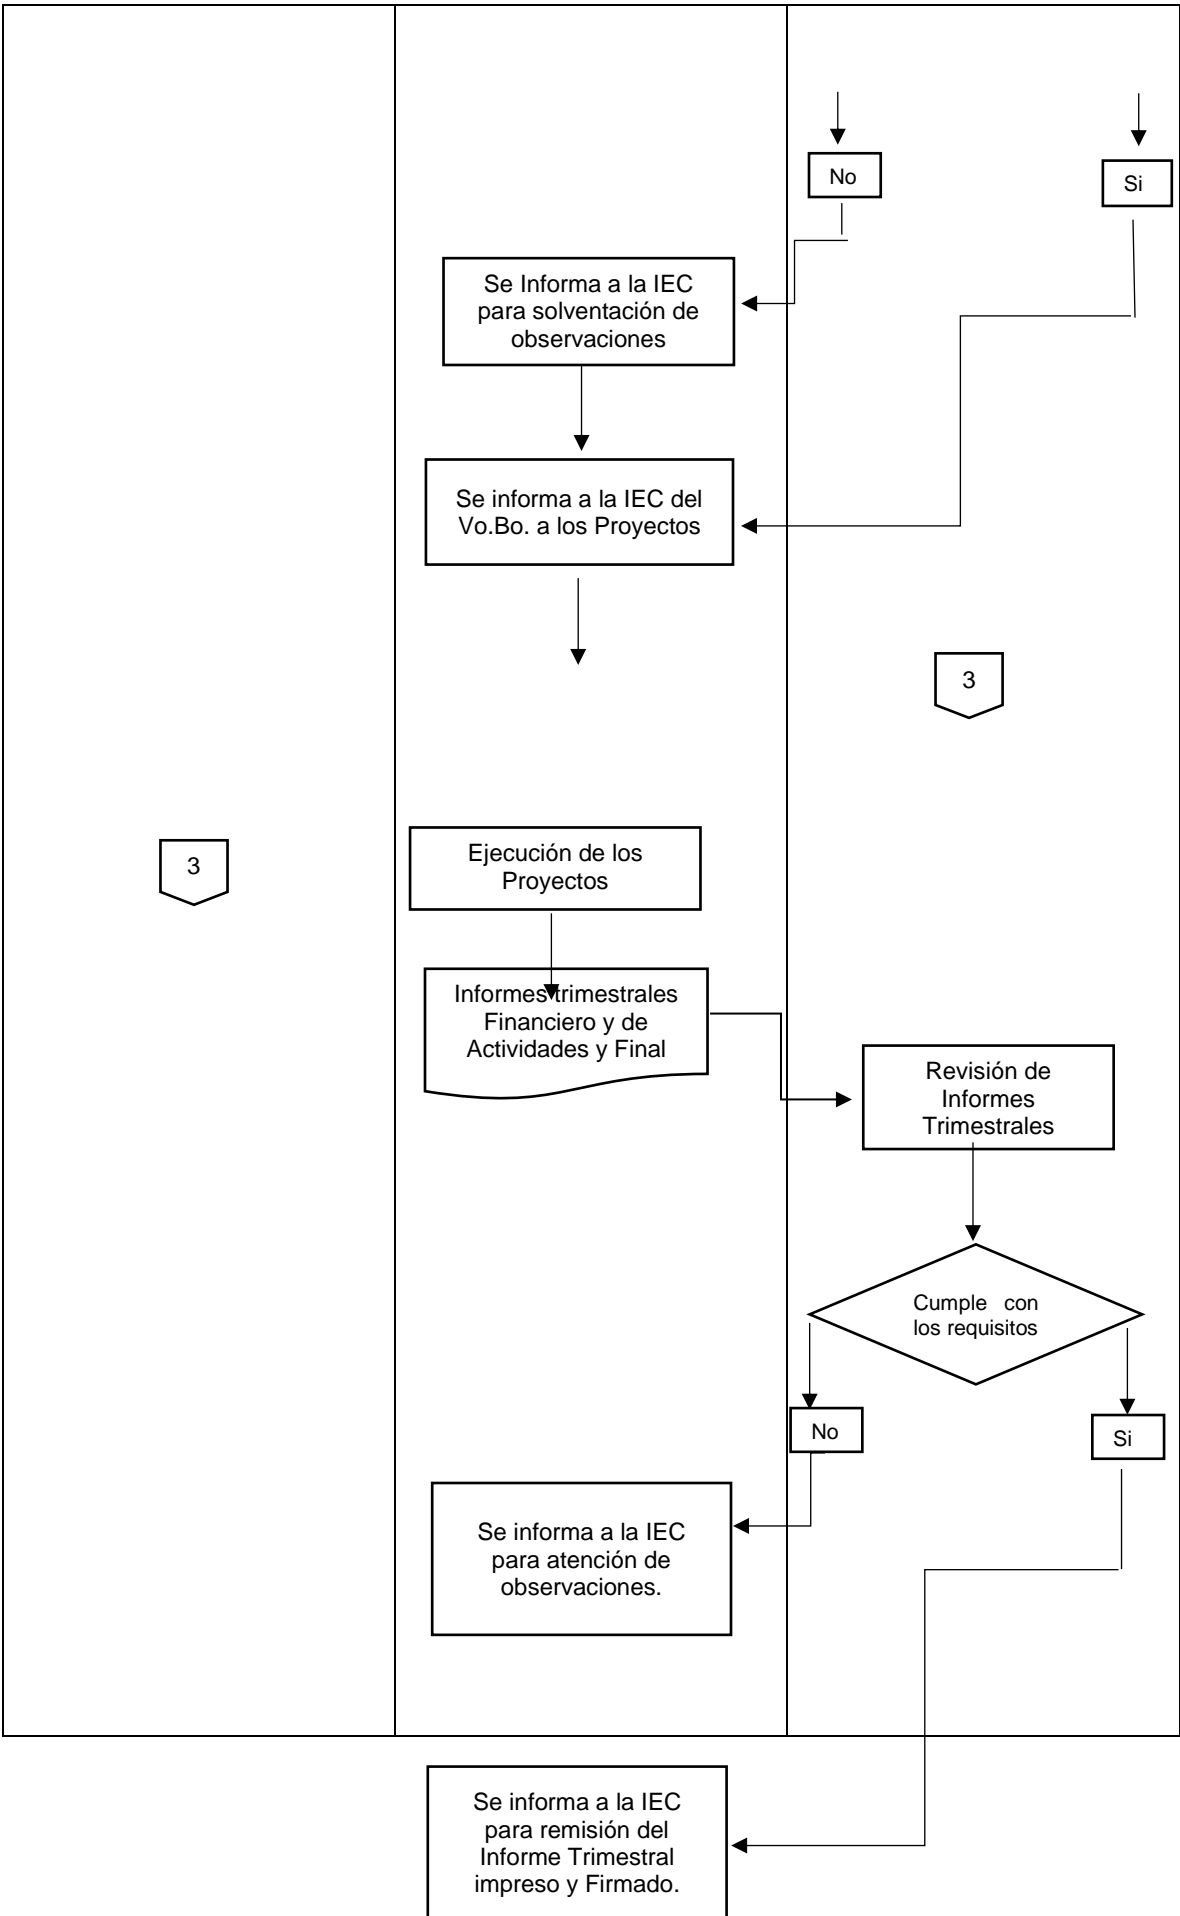 No
Si
Se Informa a la IEC
para solventación de
observaciones
Se informa a la IEC del
Vo.Bo. a los Proyectos
3
3
Ejecución de los
Proyectos
Informes trimestrales
Financiero y de
Actividades y Final
Revisión de
Informes
Trimestrales
Cumple con
los requisitos
No
Si
Se informa a la IEC
para atención de
observaciones.
Se informa a la IEC
para remisión del
Informe Trimestral
impreso y Firmado.